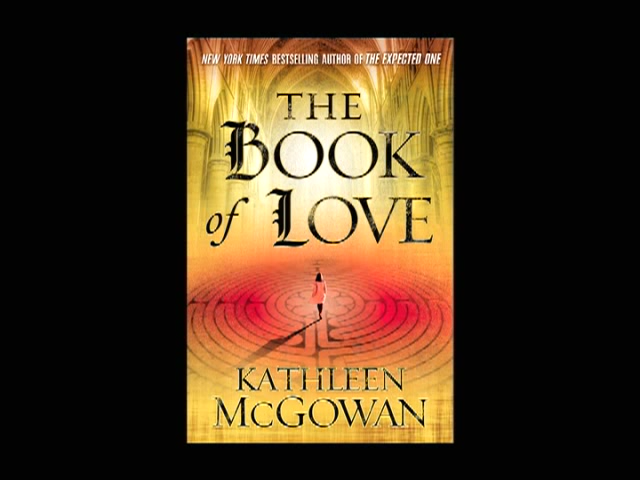 NEW YORK TIMES BESTSELLING AUTHOR OF THE EXPECTED ONE
THE
BOOK
of LOVE
KATHLEEN
McGOWAN